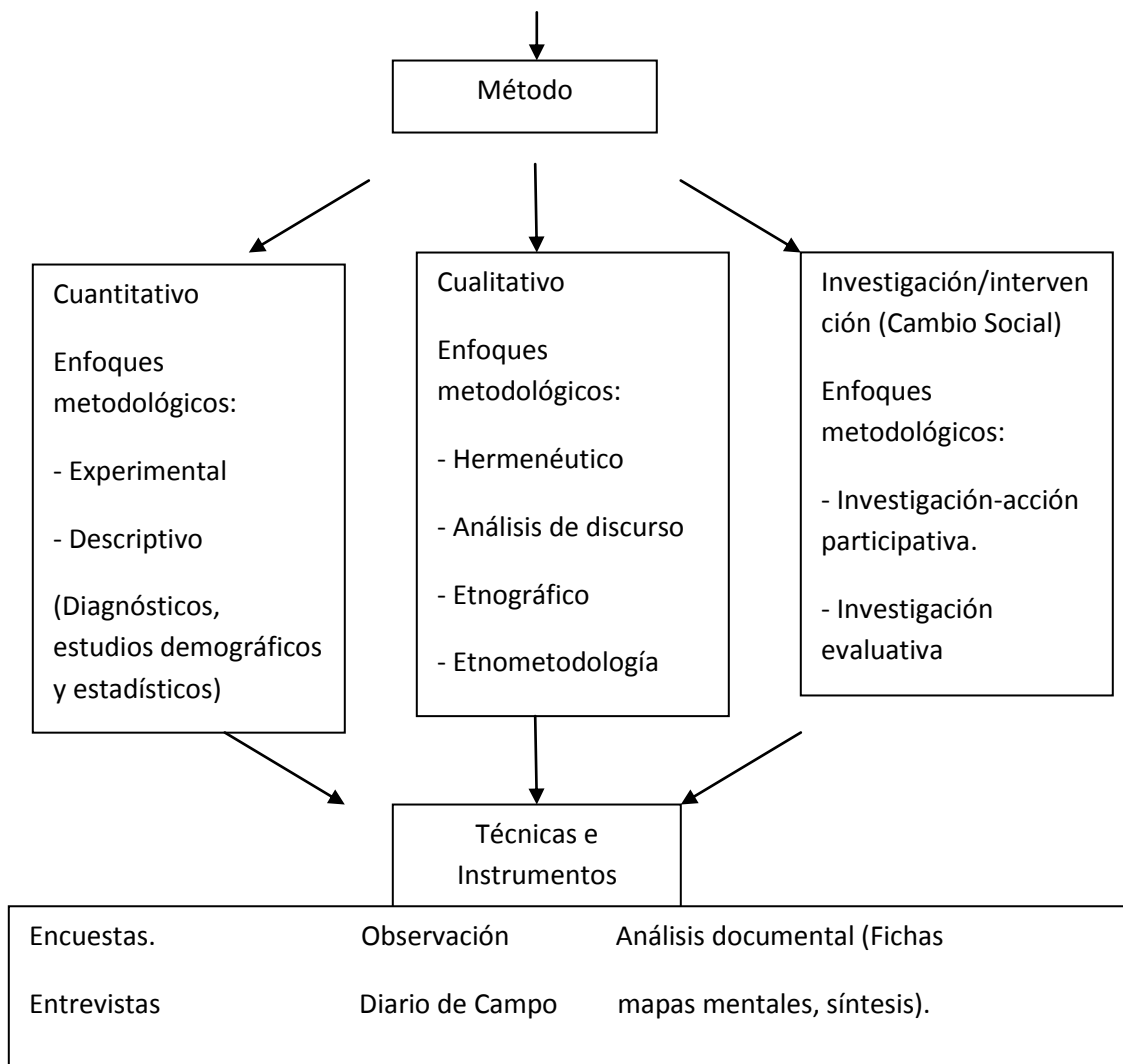 Método
Cuantitativo
Enfoques
metodológicos:
- Experimental
- Descriptivo
(Diagnósticos,
estudios demográficos
y estadísticos)
Cualitativo
Enfoques
metodológicos:
- Hermenéutico
- Análisis de discurso
- Etnográfico
- Etnometodología
Investigación/interven
ción (Cambio Social)
Enfoques
metodológicos:
- Investigación-acción
participativa.
- Investigación
evaluativa
Técnicas e
Instrumentos
Encuestas. Observación Análisis documental (Fichas
Entrevistas Diario de Campo mapas mentales, síntesis).